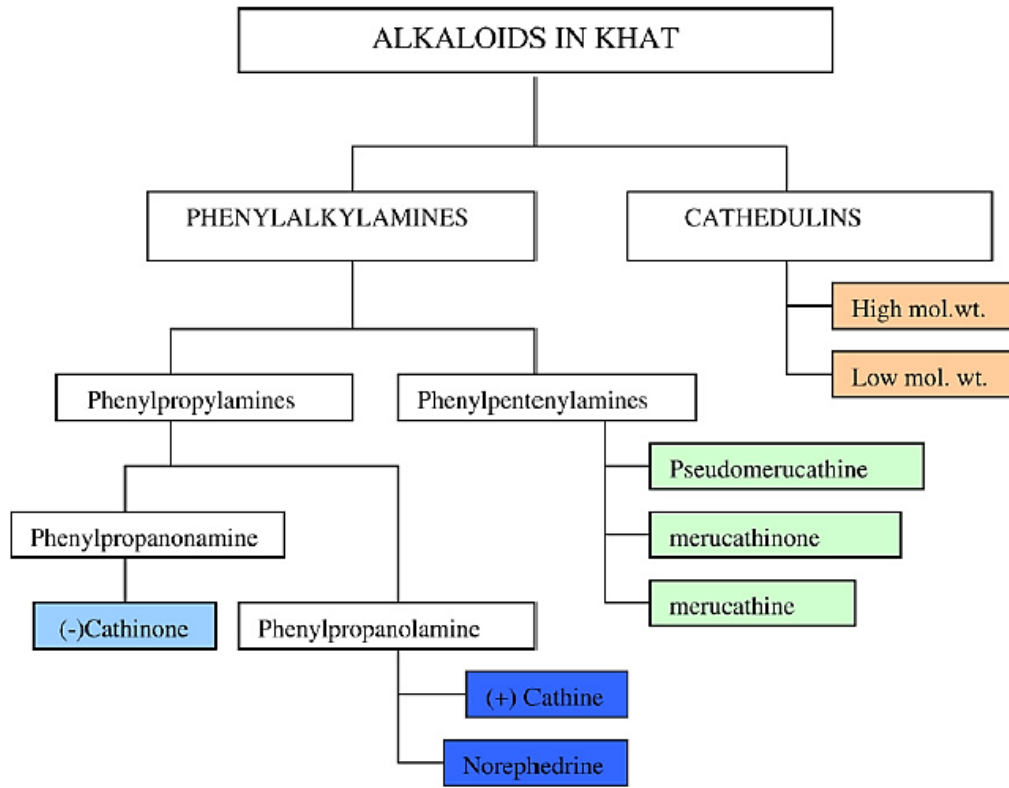 ALKALOIDS IN KHAT
PHENYLALKYLAMINES
CATHEDULINS
High mol.wt.
Low mol. wt.
Phenylpropylamines
Phenylpentenylamines
Pseudomerucathine
Phenylpropanonamine
merucathinone
(-)Cathinone
Phenylpropanolamine
merucathine
(+) Cathine
Norephedrine